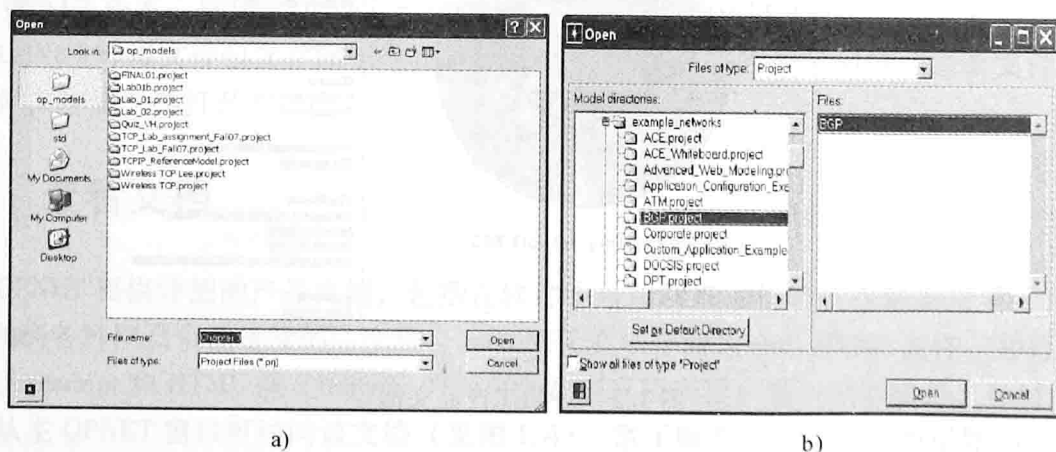 Open
Look in:
op_models
op_models
std
My Documents
My Computer
Desktop
FINAL01.project
Lab01b.project
Lab_01.project
Lab_02.project
TCP_Lab_assignment_Fall07.project
TCP_Lab_Fall07.project
TCPIP_ReferenceModel.project
Wireless TCP Lee.project
Wireless TCP.project
File name:
Files of type:
Project Files (*.prj)
Open
Cancel
a)
Open
Files of type:
Project
Model directories:
example_networks
ACE.project
ACE_Whiteboard.project
Advanced_Web_Modeling.pro
Application_Configuration_Exa
ATM.project
BGP.project
Corporate.project
Custom_Application_Example
DOCSIS.project
DPT.project
Set as Default Directory
Show all files of type "Project"
Files:
BGP
Open
Cancel
b)